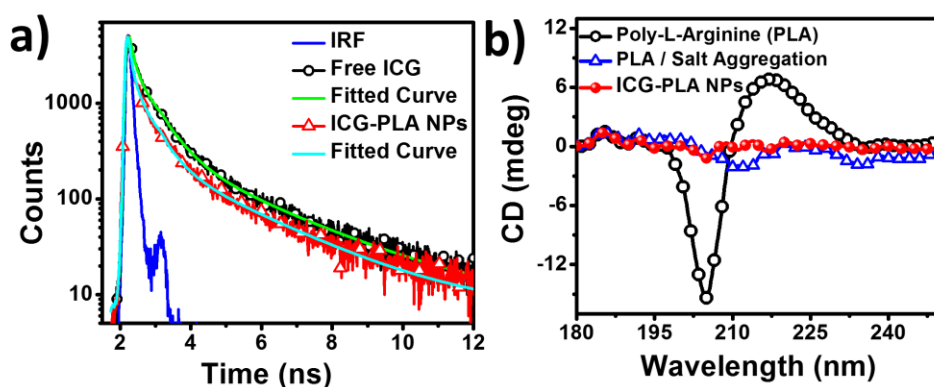 a)
IRF
Free ICG
Fitted Curve
ICG-PLA NPs
Fitted Curve
1000
100
10
Counts
2 4 6 8 10 12
Time (ns)
b)
Poly-L-Arginine (PLA)
PLA / Salt Aggregation
ICG-PLA NPs
12
6
0
-6
-12
CD (mdeg)
180 195 210 225 240
Wavelength (nm)